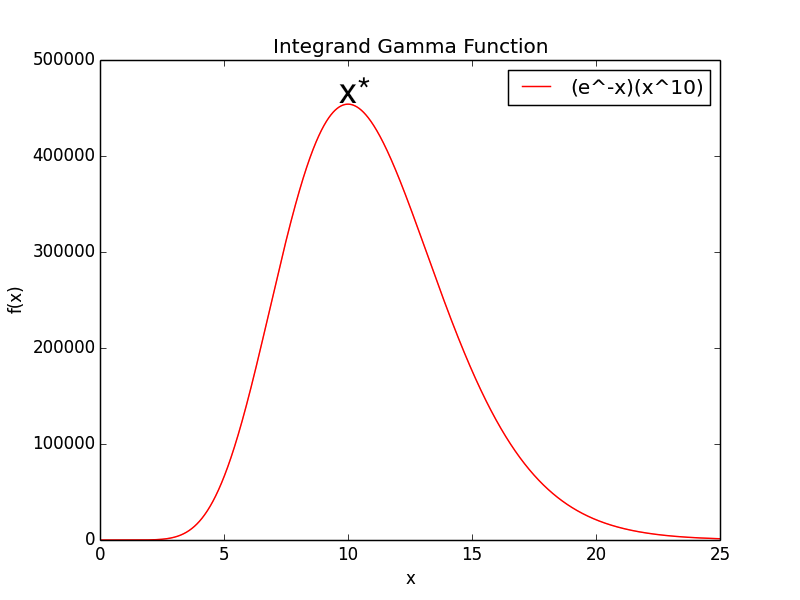 Integrand Gamma Function
500000
400000
300000
200000
100000
0
f(x)
x*
(e^-x)(x^10)
0 5 10 15 20 25
x